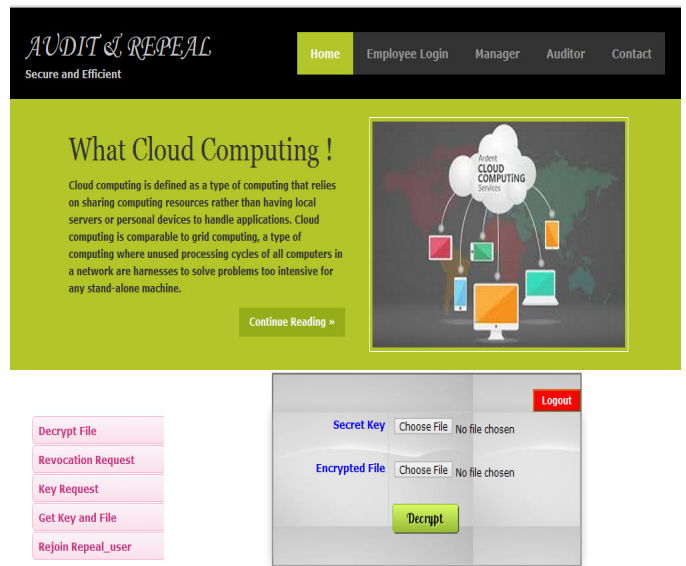 AUDIT & REPEAL
Secure and Efficient
Home Employee Login Manager Auditor Contact
What Cloud Computing !
Cloud computing is defined as a type of computing that relies
on sharing computing resources rather than having local
servers or personal devices to handle applications. Cloud
computing is comparable to grid computing, a type of
computing where unused processing cycles of all computers in
a network are harnesses to solve problems too intensive for
any stand-alone machine.
Continue Reading »
Ardent
CLOUD
COMPUTiNG
Services
Decrypt File
Revocation Request
Key Request
Get Key and File
Rejoin Repeal_user
Logout
Secret Key Choose File No file chosen
Encrypted File Choose File No file chosen
Decrypt